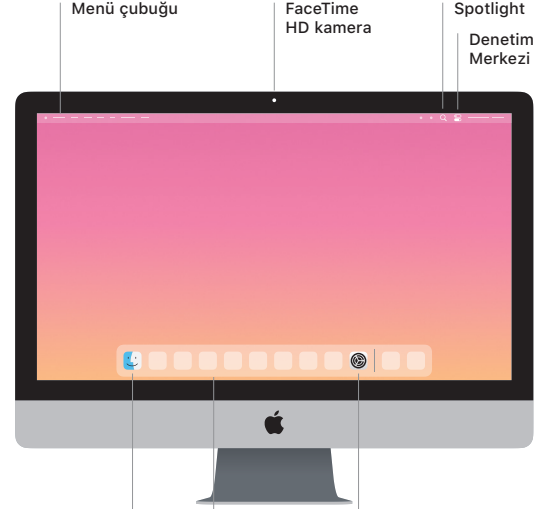 Menü çubuğu
FaceTime
HD kamera
Spotlight
Denetim
Merkezi